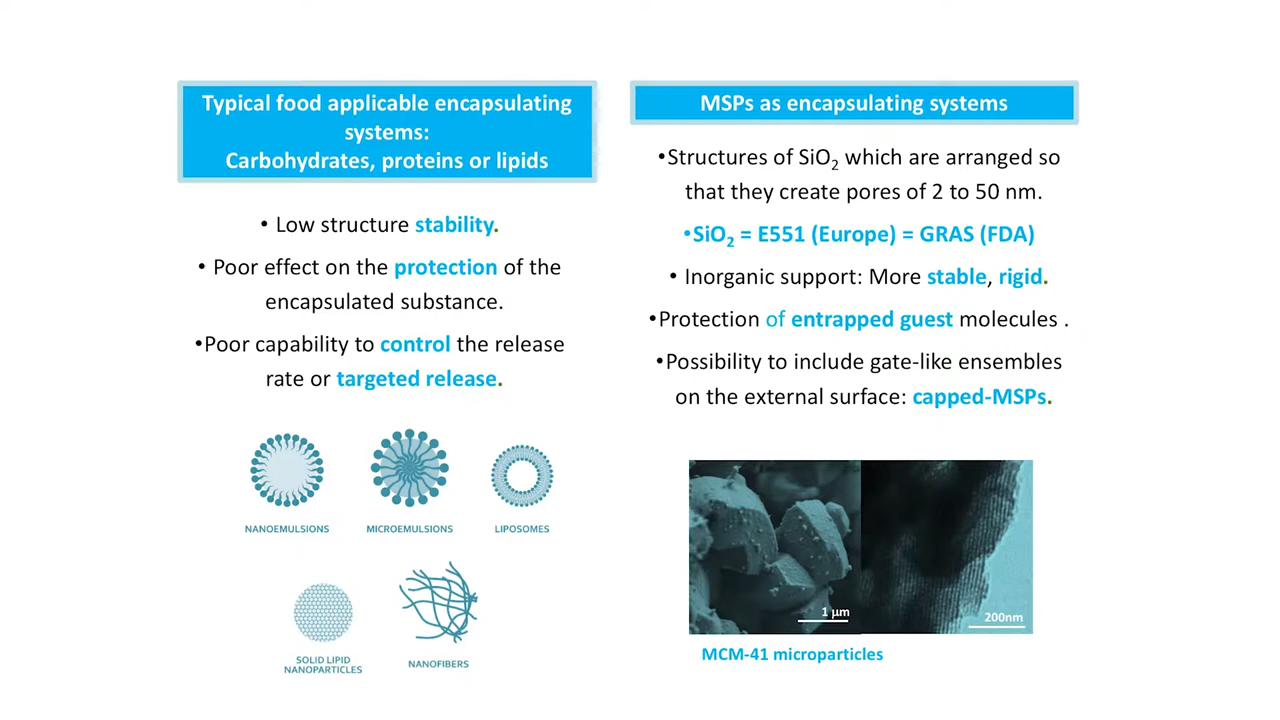 Typical food applicable encapsulating
systems:
Carbohydrates, proteins or lipids
• Low structure stability.
• Poor effect on the protection of the
encapsulated substance.
•Poor capability to control the release
rate or targeted release.
NANOEMULSIONS
MICROEMULSIONS
LIPOSOMES
SOLID LIPID
NANOPARTICLES
NANOFIBERS
MSPs as encapsulating systems
•Structures of SiO₂ which are arranged so
that they create pores of 2 to 50 nm.
•SiO₂ = E551 (Europe) = GRAS (FDA)
• Inorganic support: More stable, rigid.
•Protection of entrapped guest molecules .
•Possibility to include gate-like ensembles
on the external surface: capped-MSPs.
1 µm
200nm
MCM-41 microparticles